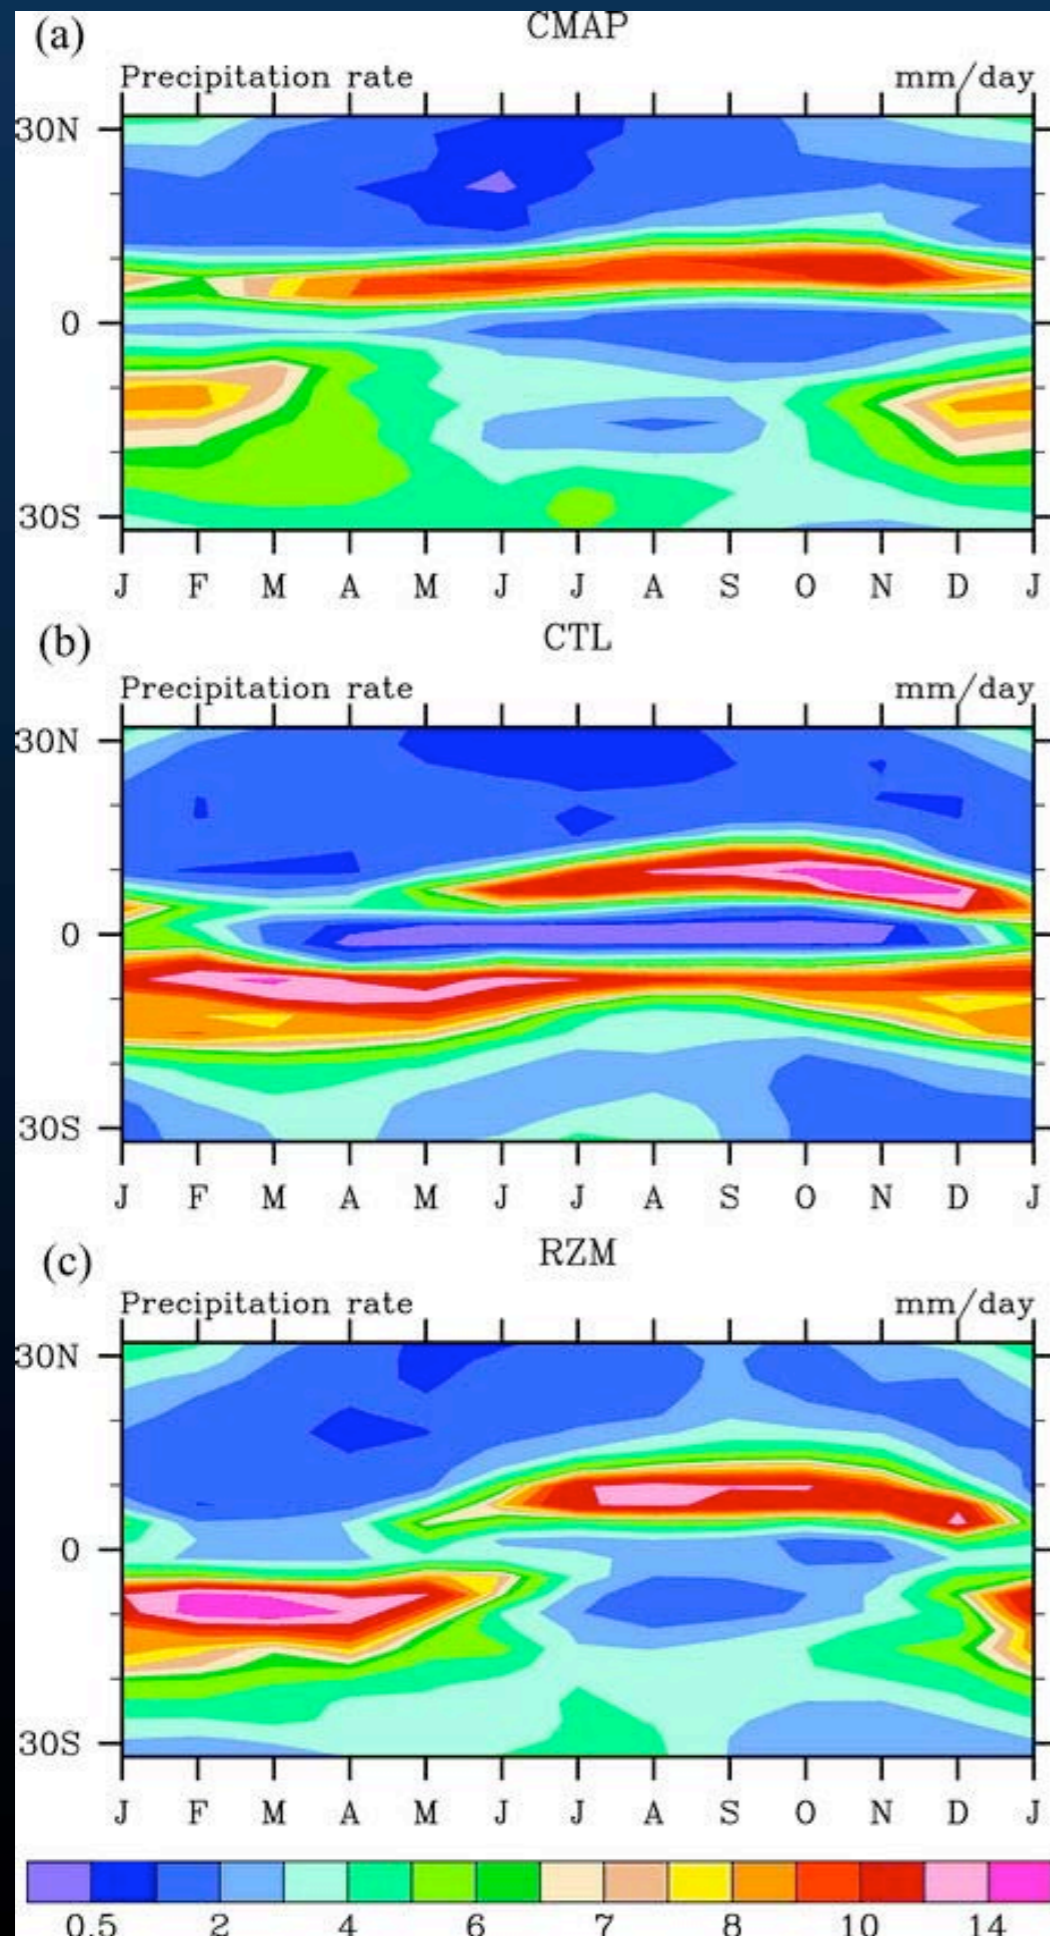 (a) CMAP
Precipitation rate mm/day
30N
0
30S
J F M A M J J A S O N D J
(b) CTL
Precipitation rate mm/day
30N
0
30S
J F M A M J J A S O N D J
(c) RZM
Precipitation rate mm/day
30N
0
30S
J F M A M J J A S O N D J
0.5 2 4 6 7 8 10 14